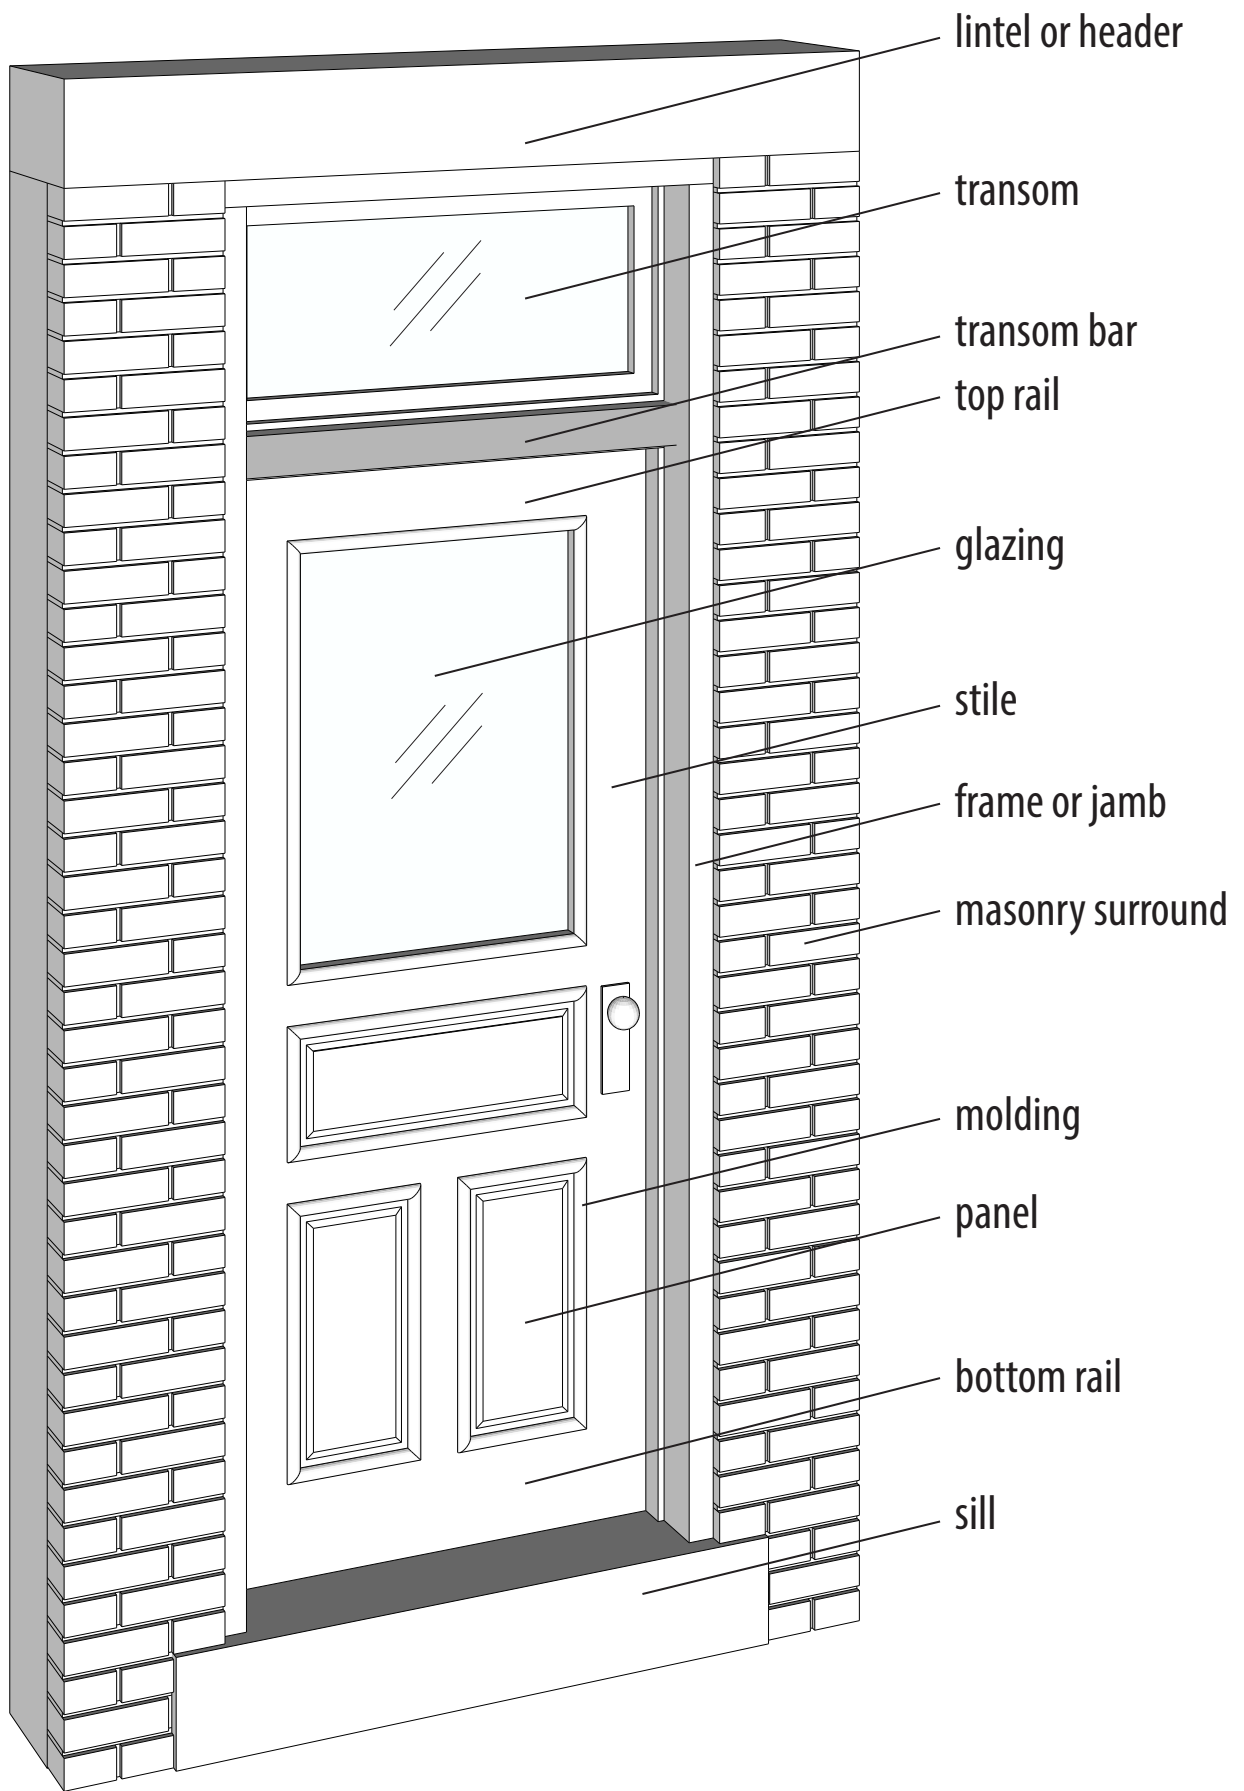 lintel or header
transom
transom bar
top rail
glazing
stile
frame or jamb
masonry surround
molding
panel
bottom rail
sill